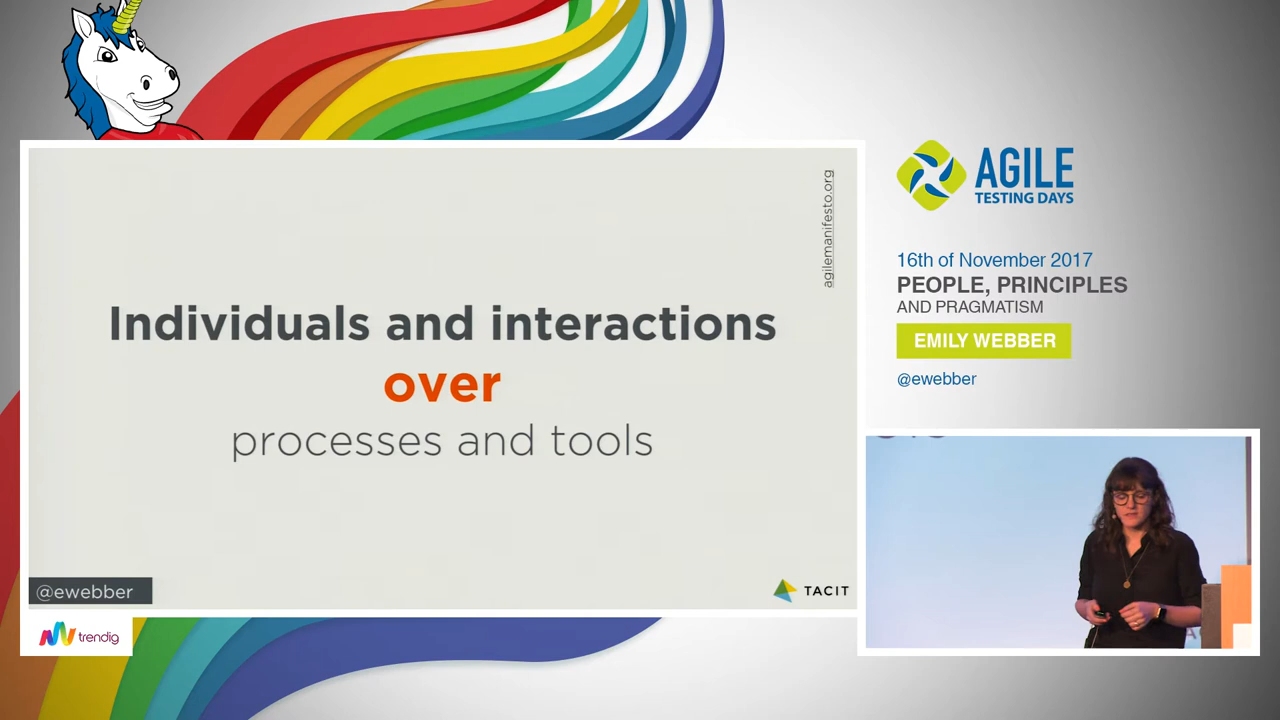 agilemanifesto.org
Individuals and interactions
over
processes and tools
@ewebber
TACIT
trendig
AGILE
TESTING DAYS
16th of November 2017
PEOPLE, PRINCIPLES
AND PRAGMATISM
EMILY WEBBER
@ewebber